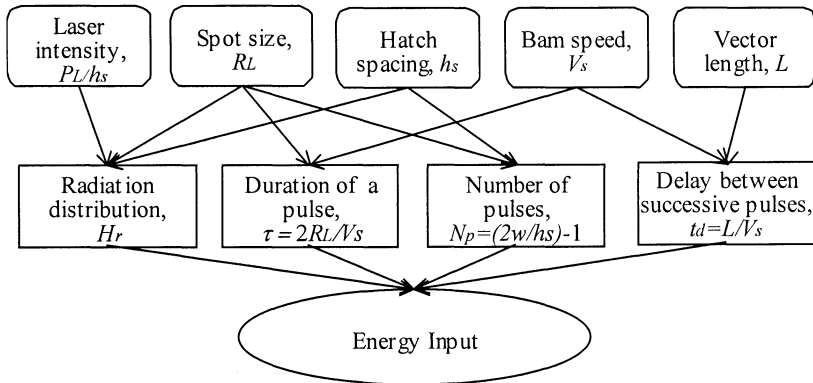 Laser
intensity,
PL/hs
Spot size,
RL
Hatch
spacing, hs
Bam speed,
Vs
Vector
length, L
Radiation
distribution,
Hr
Duration of a
pulse,
τ = 2RL/Vs
Number of
pulses,
Np=(2w/hs)-1
Delay between
successive pulses,
td=L/Vs
Energy Input